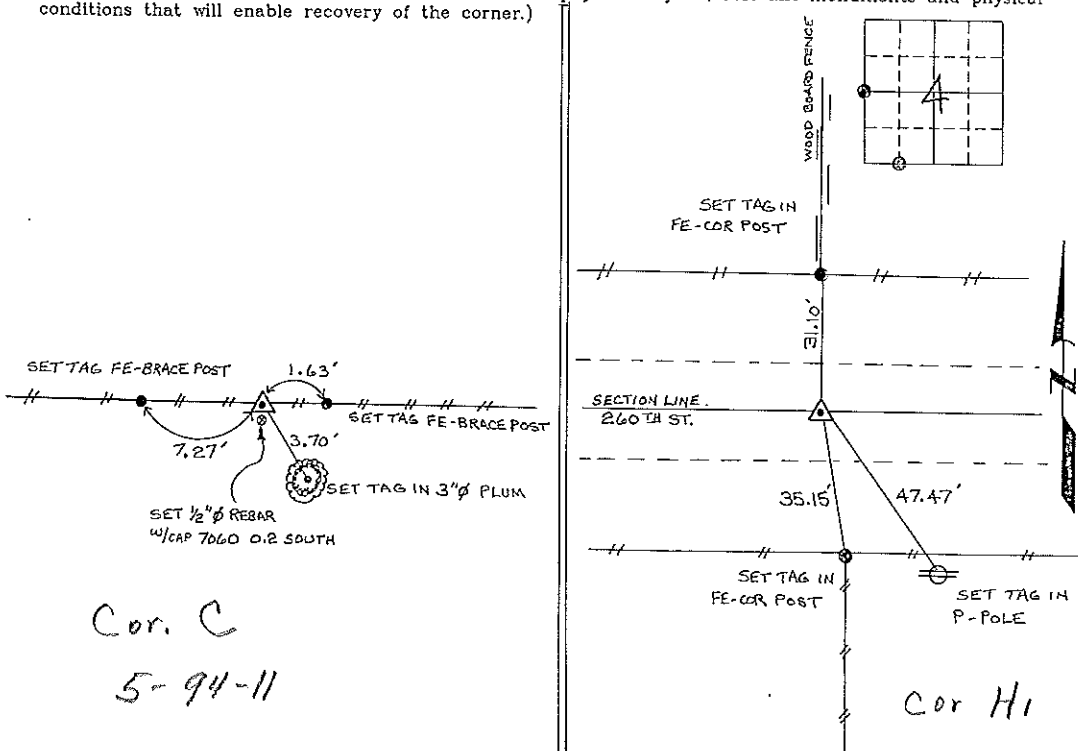 conditions that will enable recovery of the corner.)
SET TAG FE-BRACE POST
1.63'
SET TAG FE-BRACE POST
7.27'
3.70'
SET TAG IN 3"ø PLUM
SET ½"ø REBAR
W/CAP 7060 0.2 SOUTH
Cor. C
5-94-11
monuments and physical
WOOD BOARD FENCE
4
SET TAG IN
FE-COR POST
31.10'
N
SECTION LINE.
260TH ST.
35.15'
47.47'
SET TAG IN
FE-COR POST
SET TAG IN
P-POLE
Cor H1